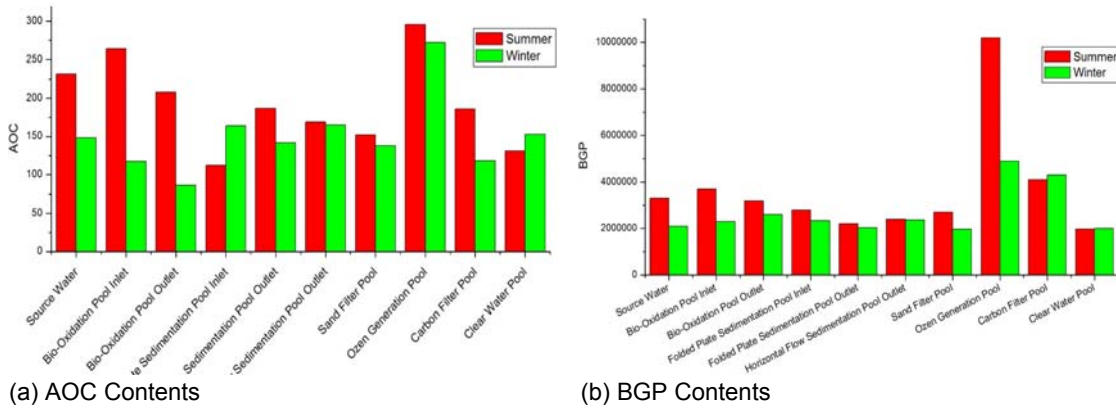 300
250
200
150
100
50
0
AOC
Summer
Winter
Source Water
Bio-Oxidation Pool Inlet
Bio-Oxidation Pool Outlet
Sedimentation Pool Inlet
Sedimentation Pool Outlet
Sedimentation Pool Outlet
Sand Filter Pool
Ozen Generation Pool
Carbon Filter Pool
Clear Water Pool
(a) AOC Contents
10000000
8000000
6000000
4000000
2000000
0
BGP
Summer
Winter
Source Water
Bio-Oxidation Pool Inlet
Bio-Oxidation Pool Outlet
Folded Plate Sedimentation Pool Inlet
Folded Plate Sedimentation Pool Outlet
Horizontal Flow Sedimentation Pool Outlet
Sand Filter Pool
Ozen Generation Pool
Carbon Filter Pool
Clear Water Pool
(b) BGP Contents